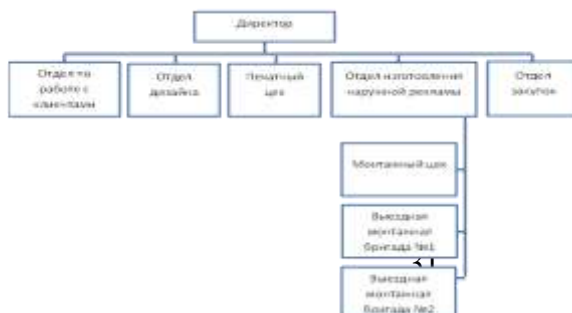 Директор
Отдел по
работе с
клиентами
Отдел
дизайна
Печатный
цех
Отдел изготовления
наружной рекламы
Отдел
закупок
Монтажный цех
Выездная
монтажная
бригада №1
31
Выездная
монтажная
бригада №2